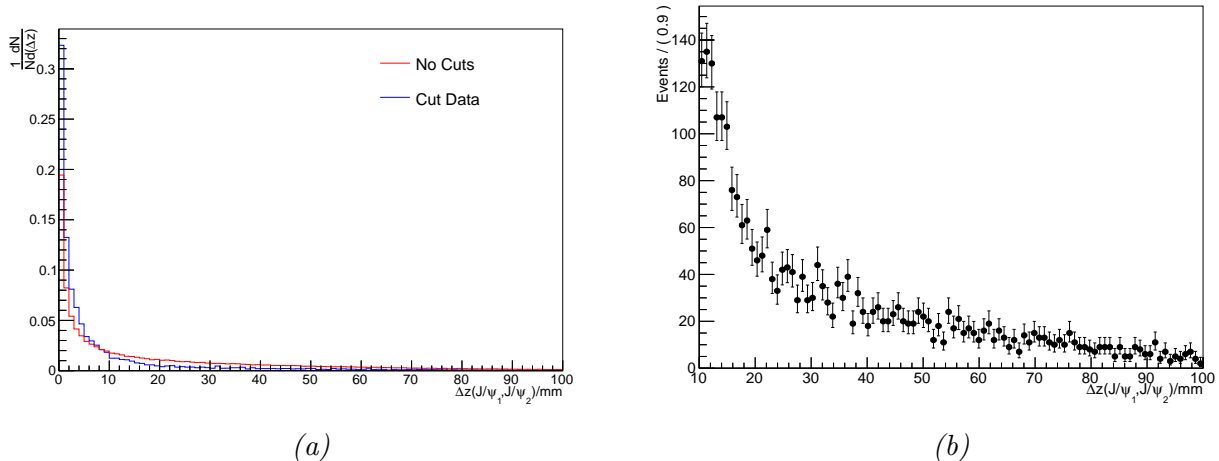 1 dN
Nd(Δz)
0.3
0.25
0.2
0.15
0.1
0.05
0
No Cuts
Cut Data
0 10 20 30 40 50 60 70 80 90 100
Δz(J/ψ1,J/ψ2)/mm
(a)
Events / ( 0.9 )
140
120
100
80
60
40
20
0
10 20 30 40 50 60 70 80 90 100
Δz(J/ψ1,J/ψ2)/mm
(b)